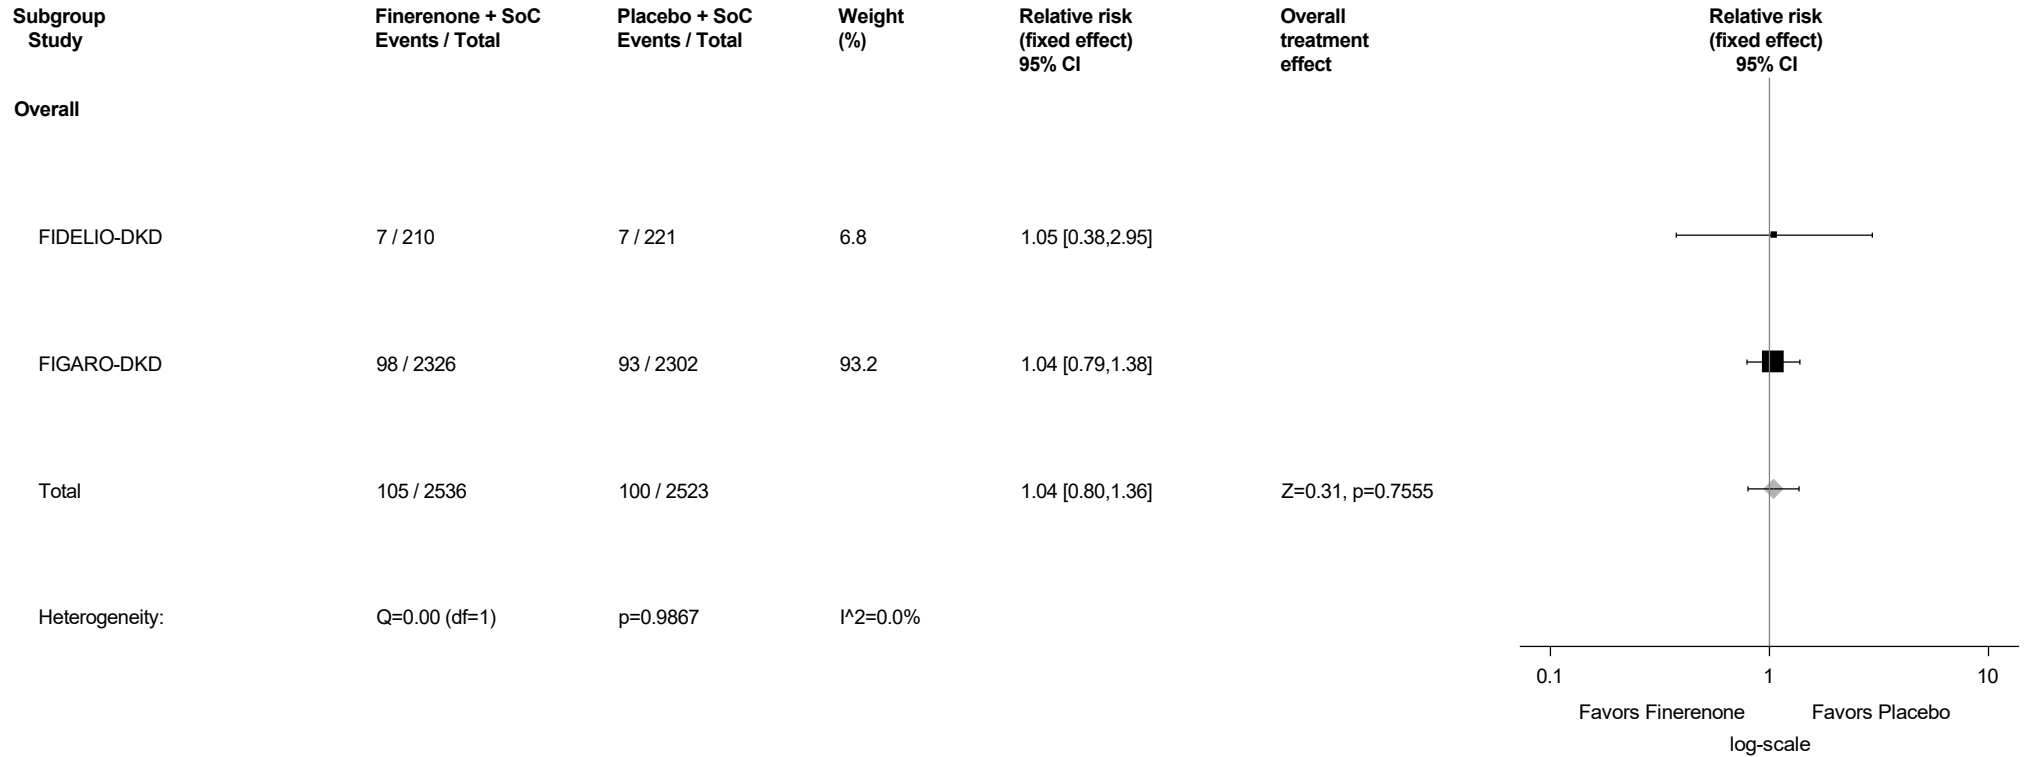 Subgroup Finerenone + SoC Placebo + SoC Weight Relative risk Overall Relative risk
Study Events / Total Events / Total (%) (fixed effect) treatment (fixed effect)
95% CI effect 95% CI
Overall
FIDELIO-DKD 7 / 210 7 / 221 6.8 1.05 [0.38,2.95]
FIGARO-DKD 98 / 2326 93 / 2302 93.2 1.04 [0.79,1.38]
Total 105 / 2536 100 / 2523 1.04 [0.80,1.36] Z=0.31, p=0.7555
Heterogeneity: Q=0.00 (df=1) p=0.9867 I^2=0.0%
0.1 1 10
Favors Finerenone Favors Placebo
log-scale